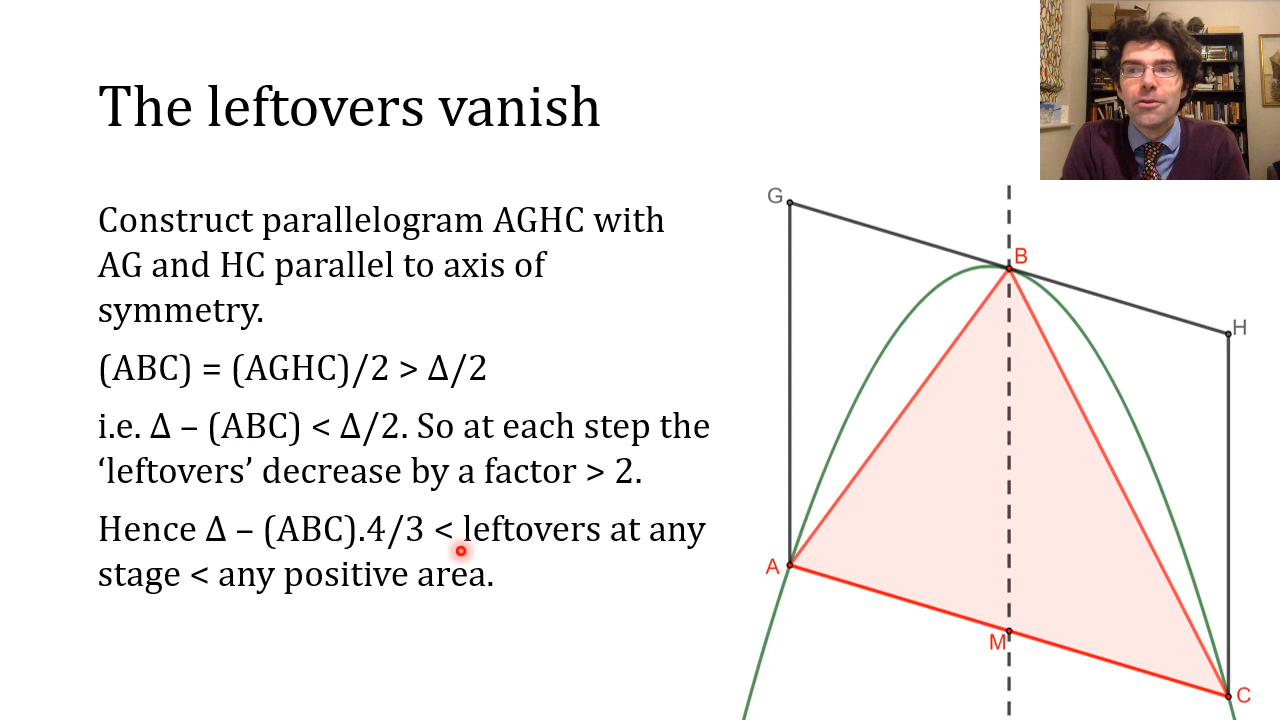 The leftovers vanish
Construct parallelogram AGHC with
AG and HC parallel to axis of
symmetry.
(ABC) = (AGHC)/2 > Δ/2
i.e. Δ – (ABC) < Δ/2. So at each step the
‘leftovers’ decrease by a factor > 2.
Hence Δ – (ABC).4/3 < leftovers at any
stage < any positive area.
G
B
H
A
M
C